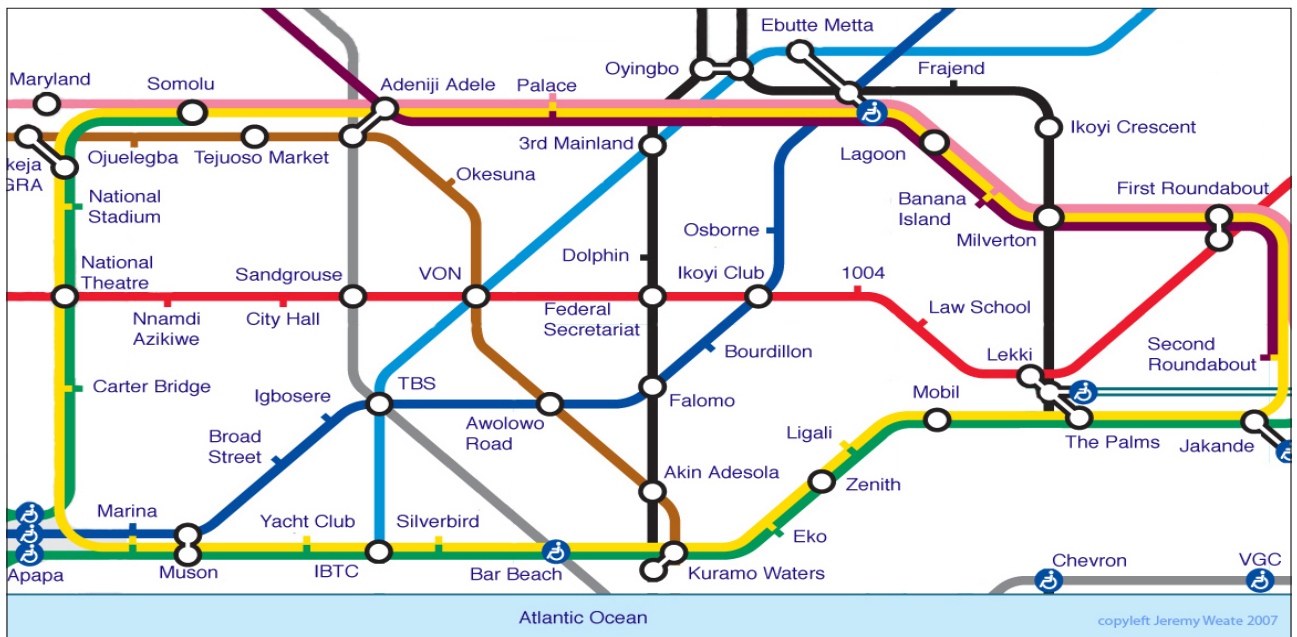 Ebutte Metta
Maryland
Somolu
Adeniji Adele
Palace
Oyingbo
Frajend
Ikoyi Crescent
keja
GRA
Ojuelegba
Tejuoso Market
3rd Mainland
Lagoon
Okesuna
National
Stadium
Banana
Island
First Roundabout
Milverton
Osborne
National
Theatre
Sandgrouse
VON
Dolphin
Ikoyi Club
1004
Nnamdi
Azikiwe
City Hall
Federal
Secretariat
Law School
Bourdillon
Lekki
Second
Roundabout
Carter Bridge
Igbosere
TBS
Falomo
Mobil
Broad
Street
Awolowo
Road
Ligali
The Palms
Jakande
Akin Adesola
Zenith
Marina
Yacht Club
Silverbird
Eko
Apapa
Muson
IBTC
Bar Beach
Kuramo Waters
Chevron
VGC
Atlantic Ocean
copyleft Jeremy Weate 2007